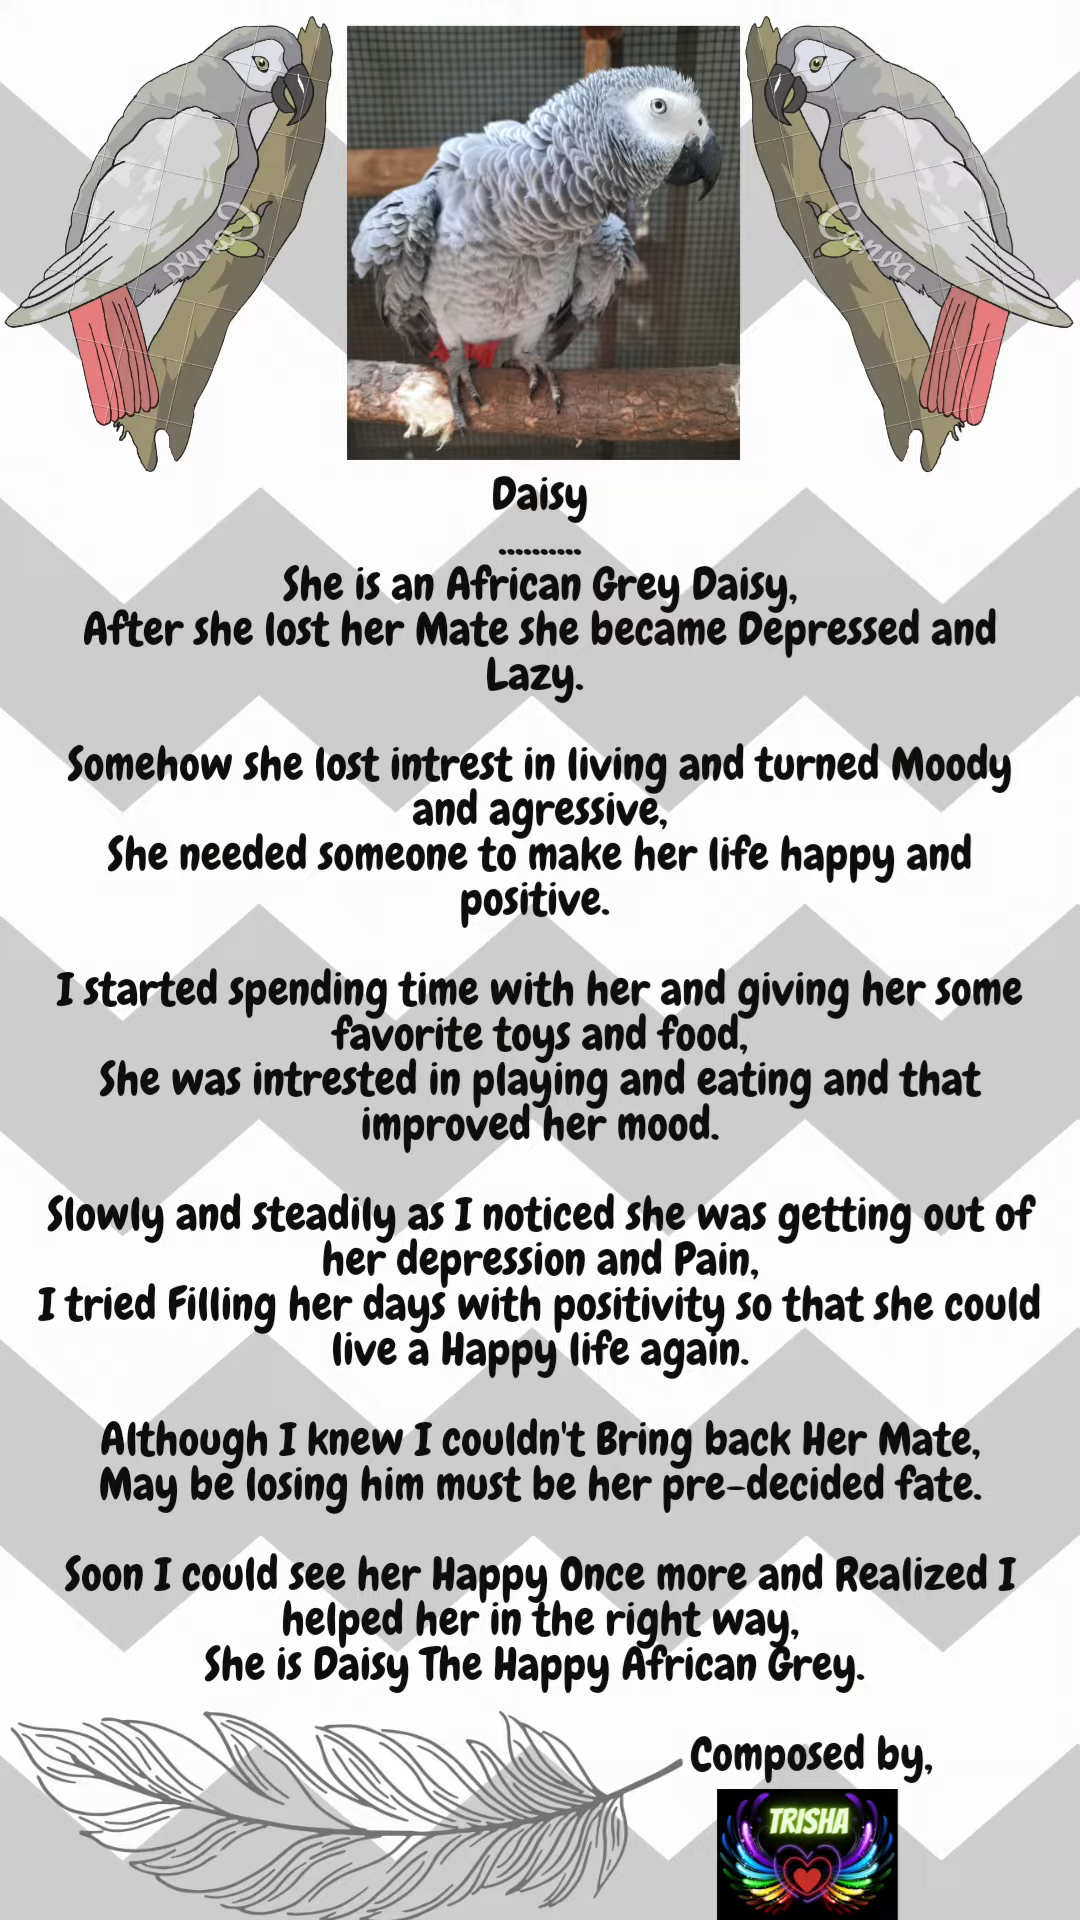 Canva
Canva
Daisy
..........
She is an African Grey Daisy,
After she lost her Mate she became Depressed and
Lazy.
Somehow she lost intrest in living and turned Moody
and agressive,
She needed someone to make her life happy and
positive.
I started spending time with her and giving her some
favorite toys and food,
She was intrested in playing and eating and that
improved her mood.
Slowly and steadily as I noticed she was getting out of
her depression and Pain,
I tried Filling her days with positivity so that she could
live a Happy life again.
Although I knew I couldn't Bring back Her Mate,
May be losing him must be her pre-decided fate.
Soon I could see her Happy Once more and Realized I
helped her in the right way,
She is Daisy The Happy African Grey.
Composed by,
TRISHA